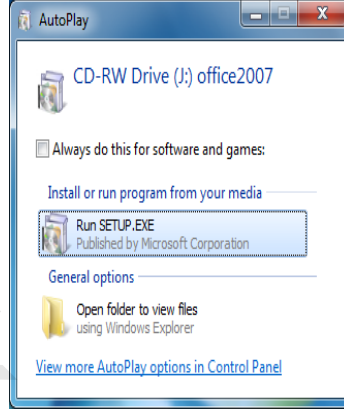 AutoPlay
CD-RW Drive (J:) office2007
Always do this for software and games:
Install or run program from your media
Run SETUP.EXE
Published by Microsoft Corporation
General options
Open folder to view files
using Windows Explorer
View more AutoPlay options in Control Panel